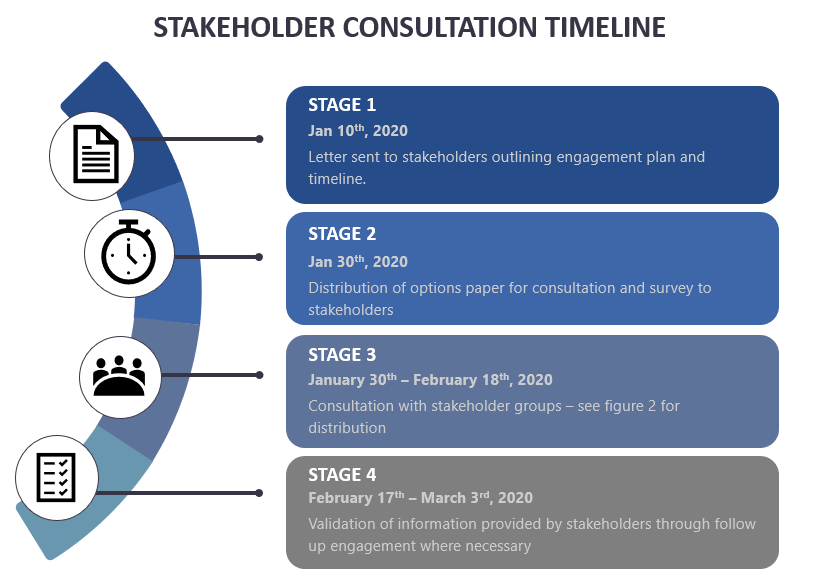 STAKEHOLDER CONSULTATION TIMELINE
STAGE 1
Jan 10th, 2020
Letter sent to stakeholders outlining engagement plan and
timeline.
STAGE 2
Jan 30th, 2020
Distribution of options paper for consultation and survey to
stakeholders
STAGE 3
January 30th – February 18th, 2020
Consultation with stakeholder groups – see figure 2 for
distribution
STAGE 4
February 17th – March 3rd, 2020
Validation of information provided by stakeholders through follow
up engagement where necessary